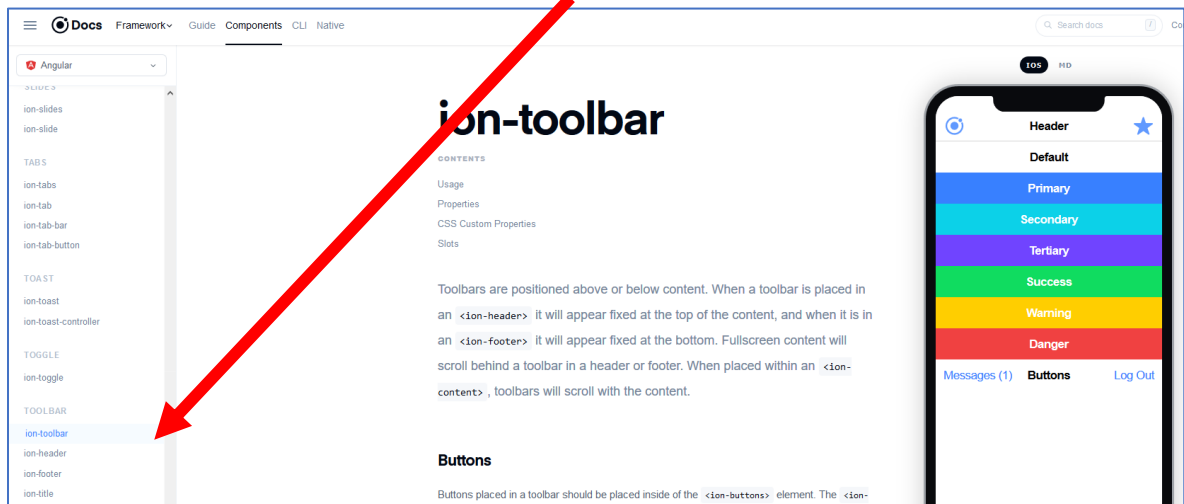 Docs Framework Guide Components CLI Native Search docs /
Angular
SLIDES
ion-slides
ion-slide
TABS
ion-tabs
ion-tab
ion-tab-bar
ion-tab-button
TOAST
ion-toast
ion-toast-controller
TOGGLE
ion-toggle
TOOLBAR
ion-toolbar
ion-header
ion-footer
ion-title
ion-toolbar
CONTENTS
Usage
Properties
CSS Custom Properties
Slots
Toolbars are positioned above or below content. When a toolbar is placed in
an <ion-header> it will appear fixed at the top of the content, and when it is in
an <ion-footer> it will appear fixed at the bottom. Fullscreen content will
scroll behind a toolbar in a header or footer. When placed within an <ion-
content> , toolbars will scroll with the content.
Buttons
Buttons placed in a toolbar should be placed inside of the <ion-buttons> element. The <ion-
IOS MD
Header
Default
Primary
Secondary
Tertiary
Success
Warning
Danger
Messages (1) Buttons Log Out